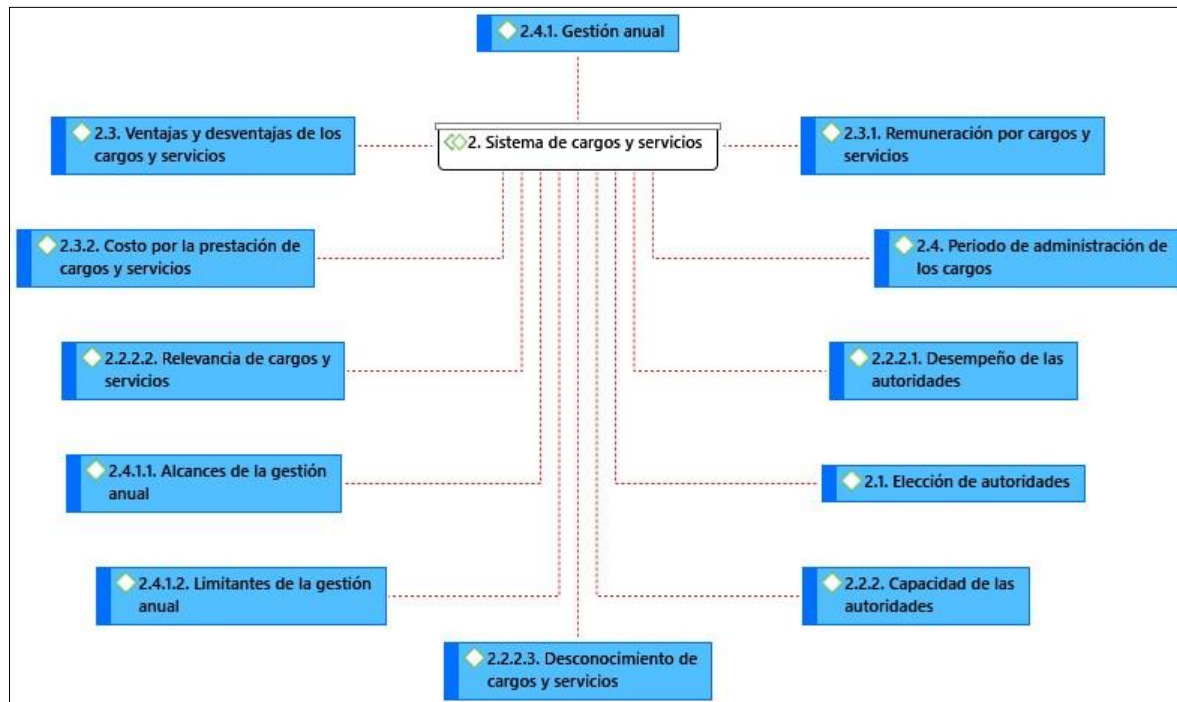 2.4.1. Gestión anual
2.3. Ventajas y desventajas de los
cargos y servicios
2. Sistema de cargos y servicios
2.3.1. Remuneración por cargos y
servicios
2.3.2. Costo por la prestación de
cargos y servicios
2.4. Periodo de administración de
los cargos
2.2.2.2. Relevancia de cargos y
servicios
2.2.2.1. Desempeño de las
autoridades
2.4.1.1. Alcances de la gestión
anual
2.1. Elección de autoridades
2.4.1.2. Limitantes de la gestión
anual
2.2.2. Capacidad de las
autoridades
2.2.2.3. Desconocimiento de
cargos y servicios